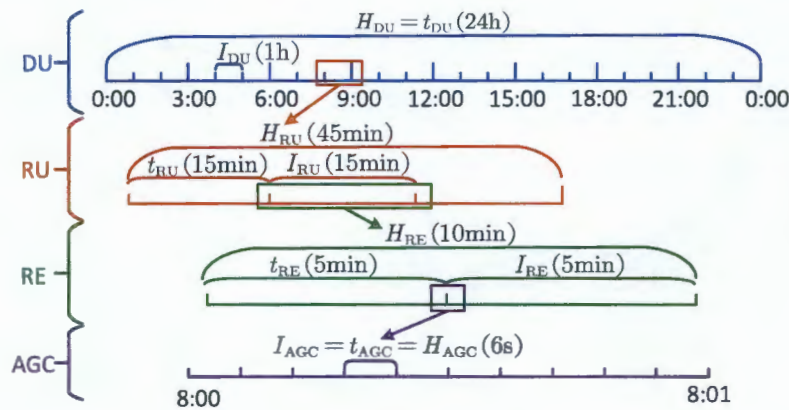 H_DU = t_DU (24h)
DU
I_DU (1h)
0:00 3:00 6:00 9:00 12:00 15:00 18:00 21:00 0:00
H_RU (45min)
RU
t_RU (15min) I_RU (15min)
H_RE (10min)
RE
t_RE (5min) I_RE (5min)
I_AGC = t_AGC = H_AGC (6s)
AGC
8:00 8:01